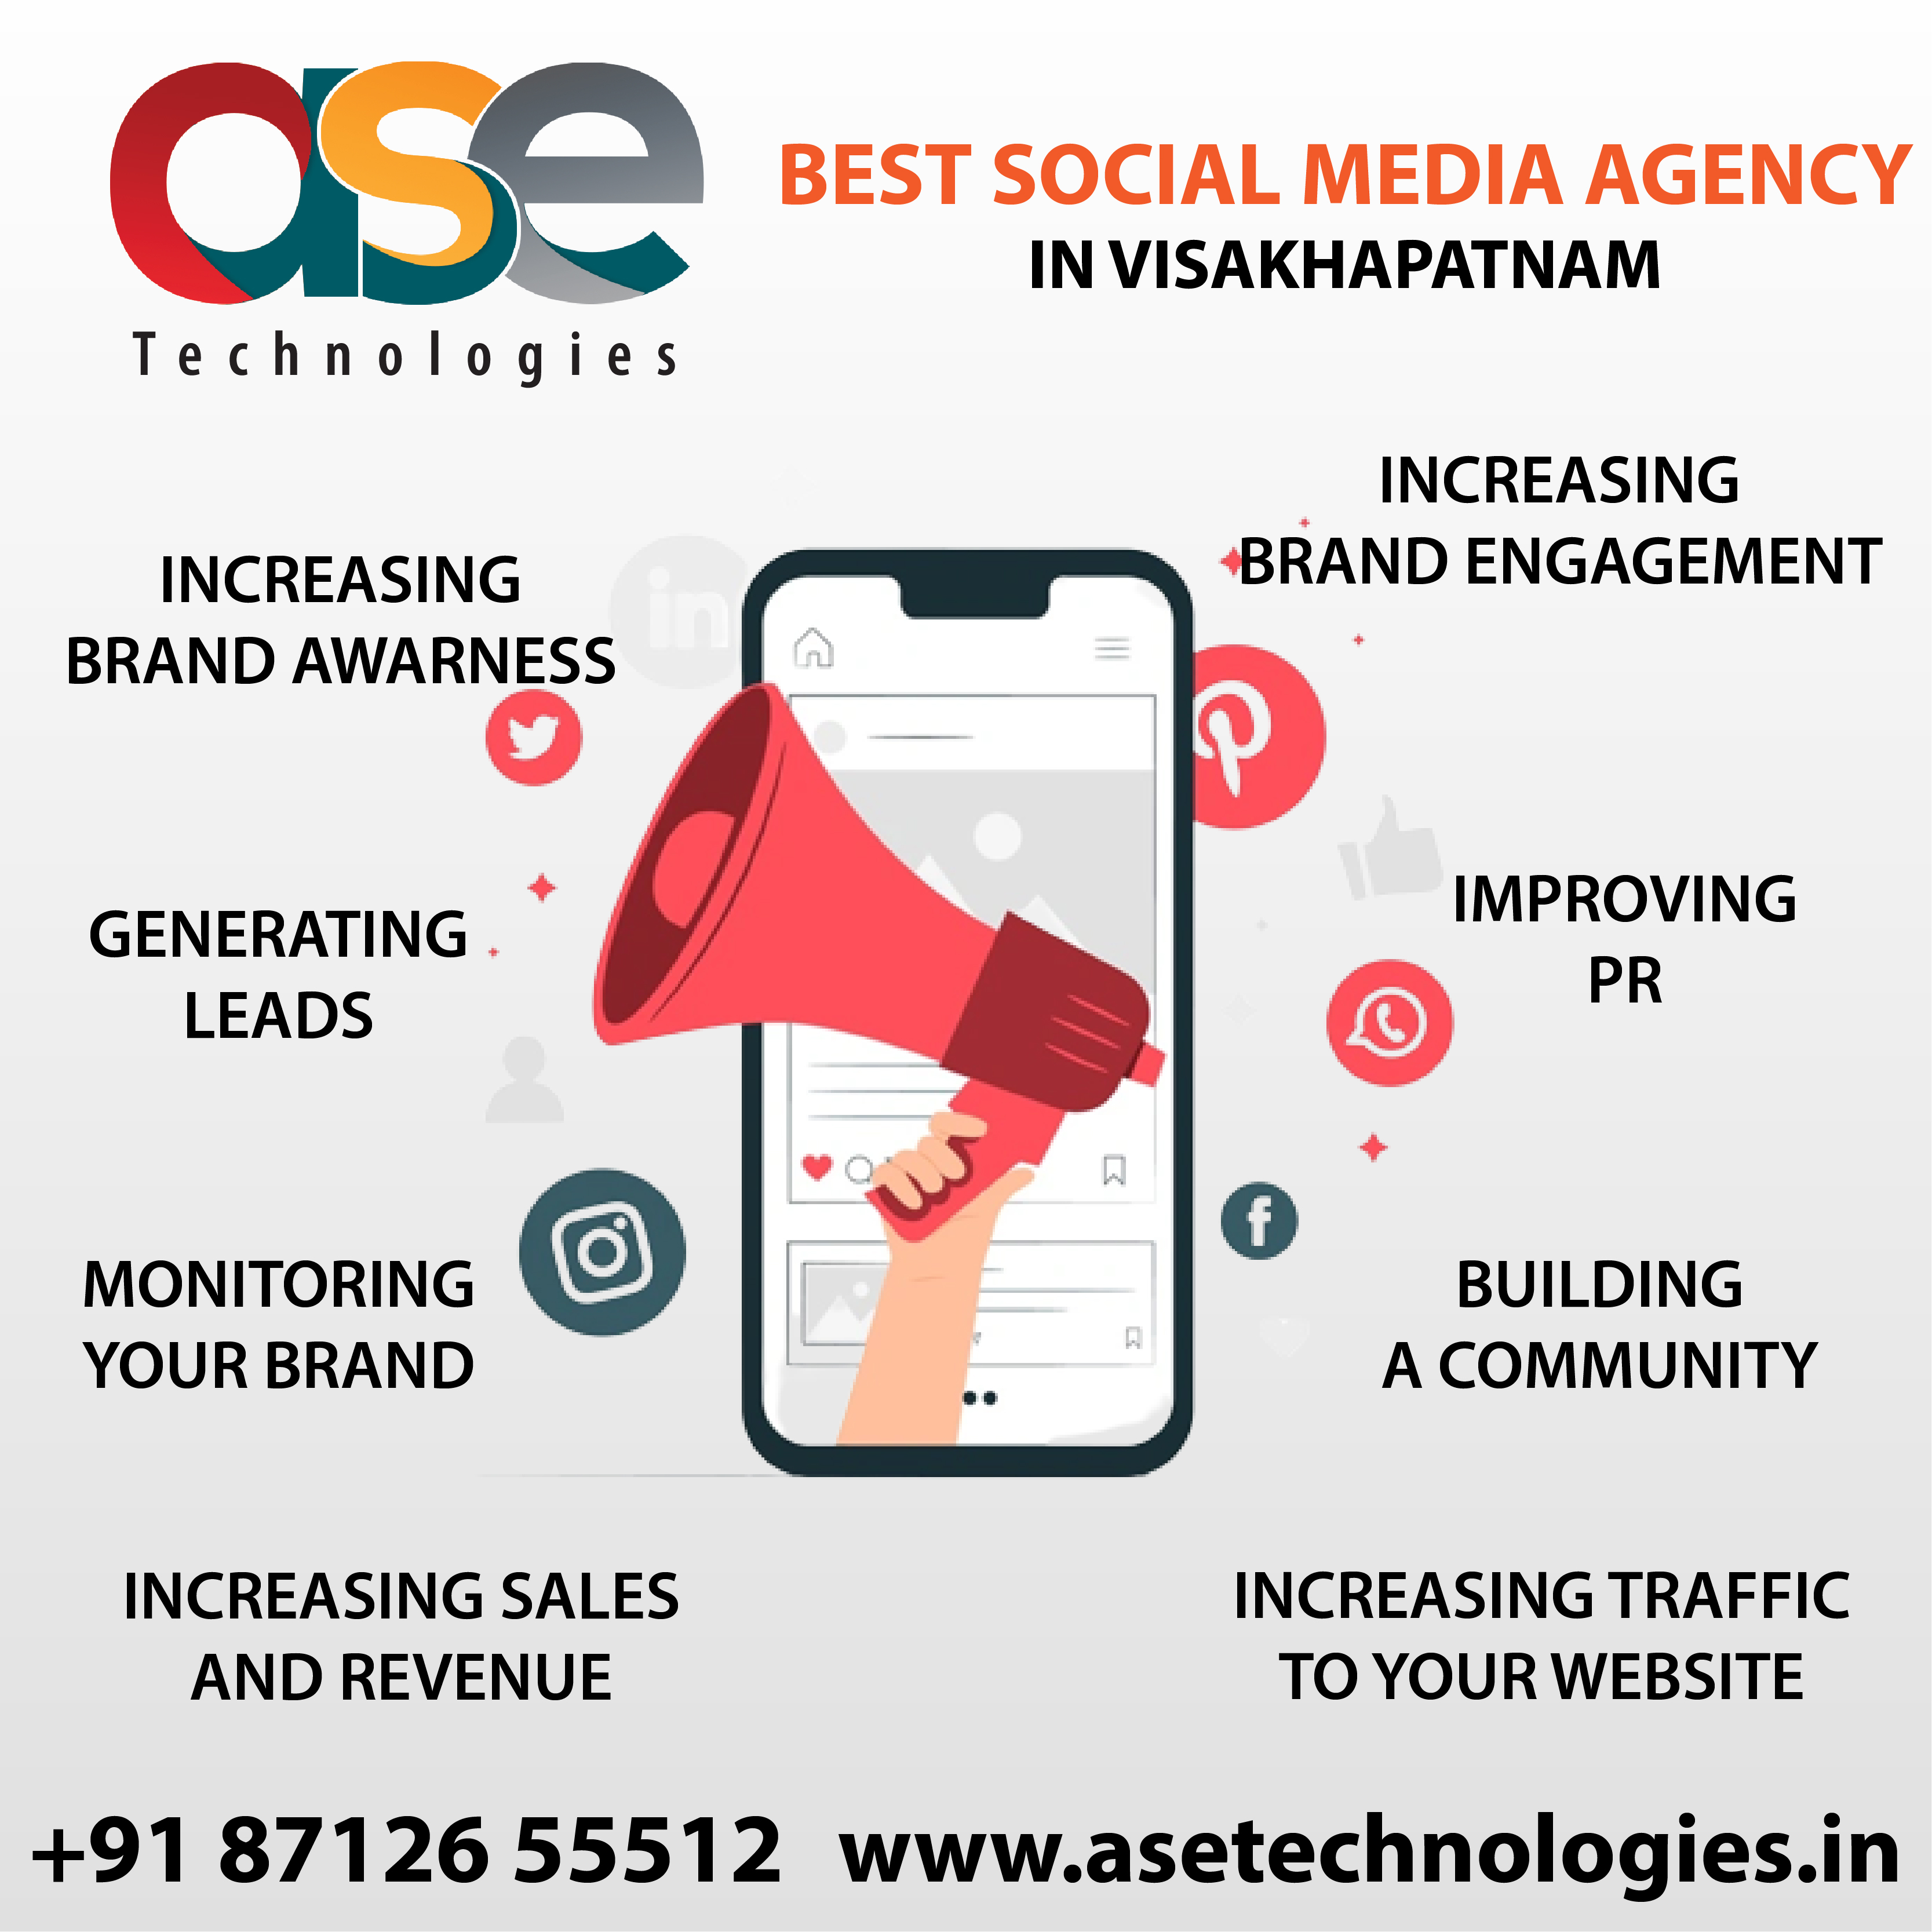 ase
Technologies
BEST SOCIAL MEDIA AGENCY
IN VISAKHAPATNAM
INCREASING
BRAND AWARNESS
INCREASING
BRAND ENGAGEMENT
in
GENERATING
LEADS
IMPROVING
PR
MONITORING
YOUR BRAND
BUILDING
A COMMUNITY
INCREASING SALES
AND REVENUE
INCREASING TRAFFIC
TO YOUR WEBSITE
+91 87126 55512
www.asetechnologies.in